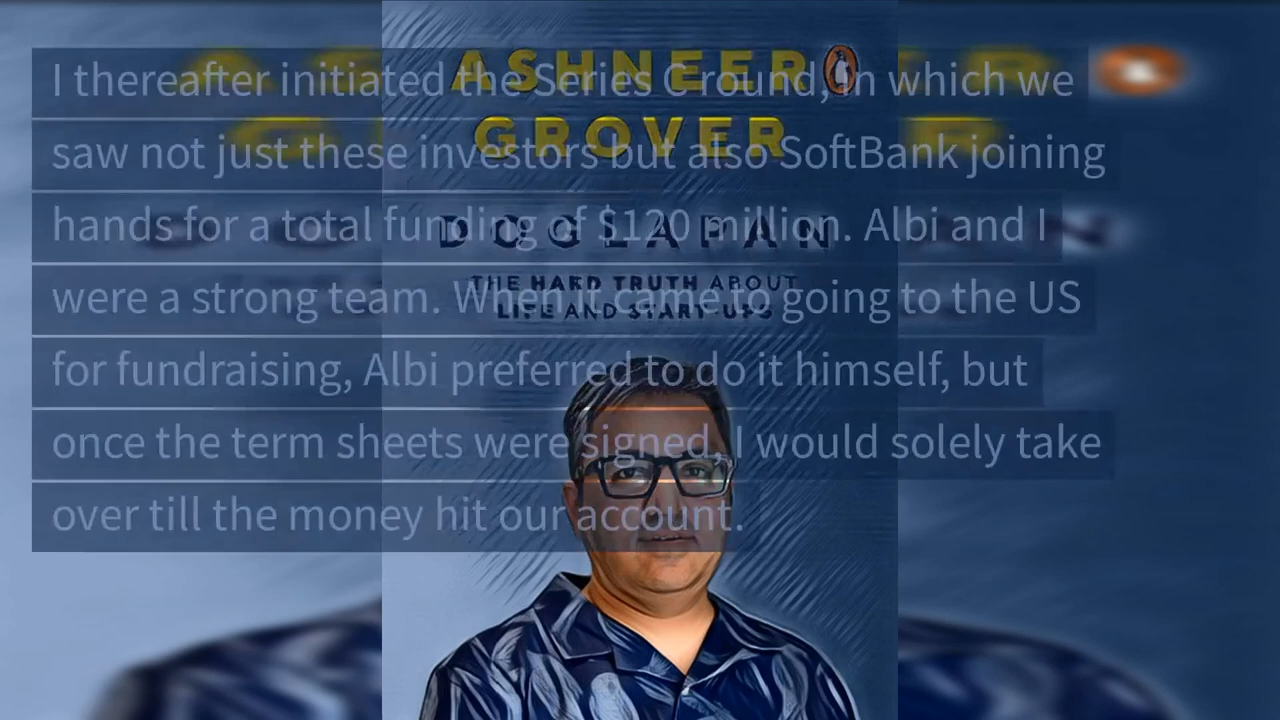 I thereafter initiated the Series C round, in which we
saw not just these investors but also SoftBank joining
hands for a total funding of $120 million. Albi and I
were a strong team. When it came to going to the US
for fundraising, Albi preferred to do it himself, but
once the term sheets were signed, I would solely take
over till the money hit our account.
ASHNEER
GROVER
DOGLAPAN
THE HARD TRUTH ABOUT
LIFE AND START-UPS